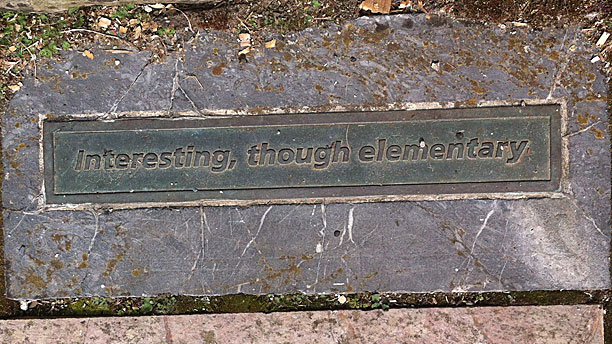 Interesting, though elementary